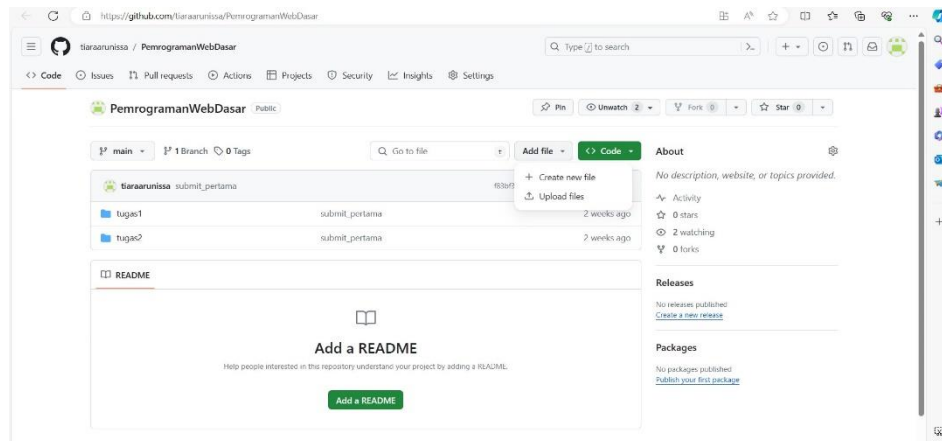 https://github.com/tiaraarunissa/PemrogramanWebDasar
tiaraarunissa / PemrogramanWebDasar
Type / to search
Code Issues Pull requests Actions Projects Security Insights Settings
PemrogramanWebDasar Public
Pin Unwatch 2 Fork 0 Star 0
main 1 Branch 0 Tags
Go to file t
Add file Code
Create new file
Upload files
tiaraarunissa submit_pertama
tugas1 submit_pertama 2 weeks ago
tugas2 submit_pertama 2 weeks ago
README
Add a README
Help people interested in this repository understand your project by adding a README.
Add a README
About
No description, website, or topics provided.
Activity
0 stars
2 watching
0 forks
Releases
No releases published
Create a new release
Packages
No packages published
Publish your first package